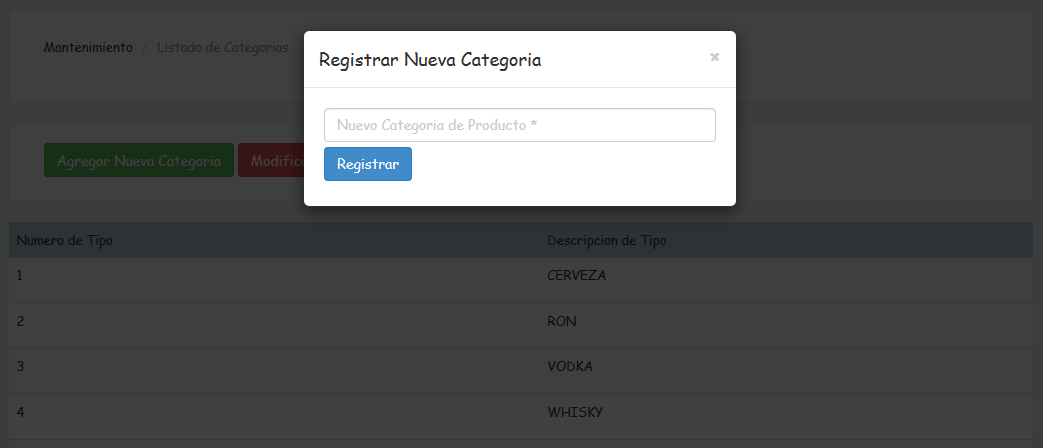 Mantenimiento / Listado de Categorias
Registrar Nueva Categoria ×
Nuevo Categoria de Producto *
Registrar
Agregar Nueva Categoria
Numero de Tipo Descripcion de Tipo
1 CERVEZA
2 RON
3 VODKA
4 WHISKY